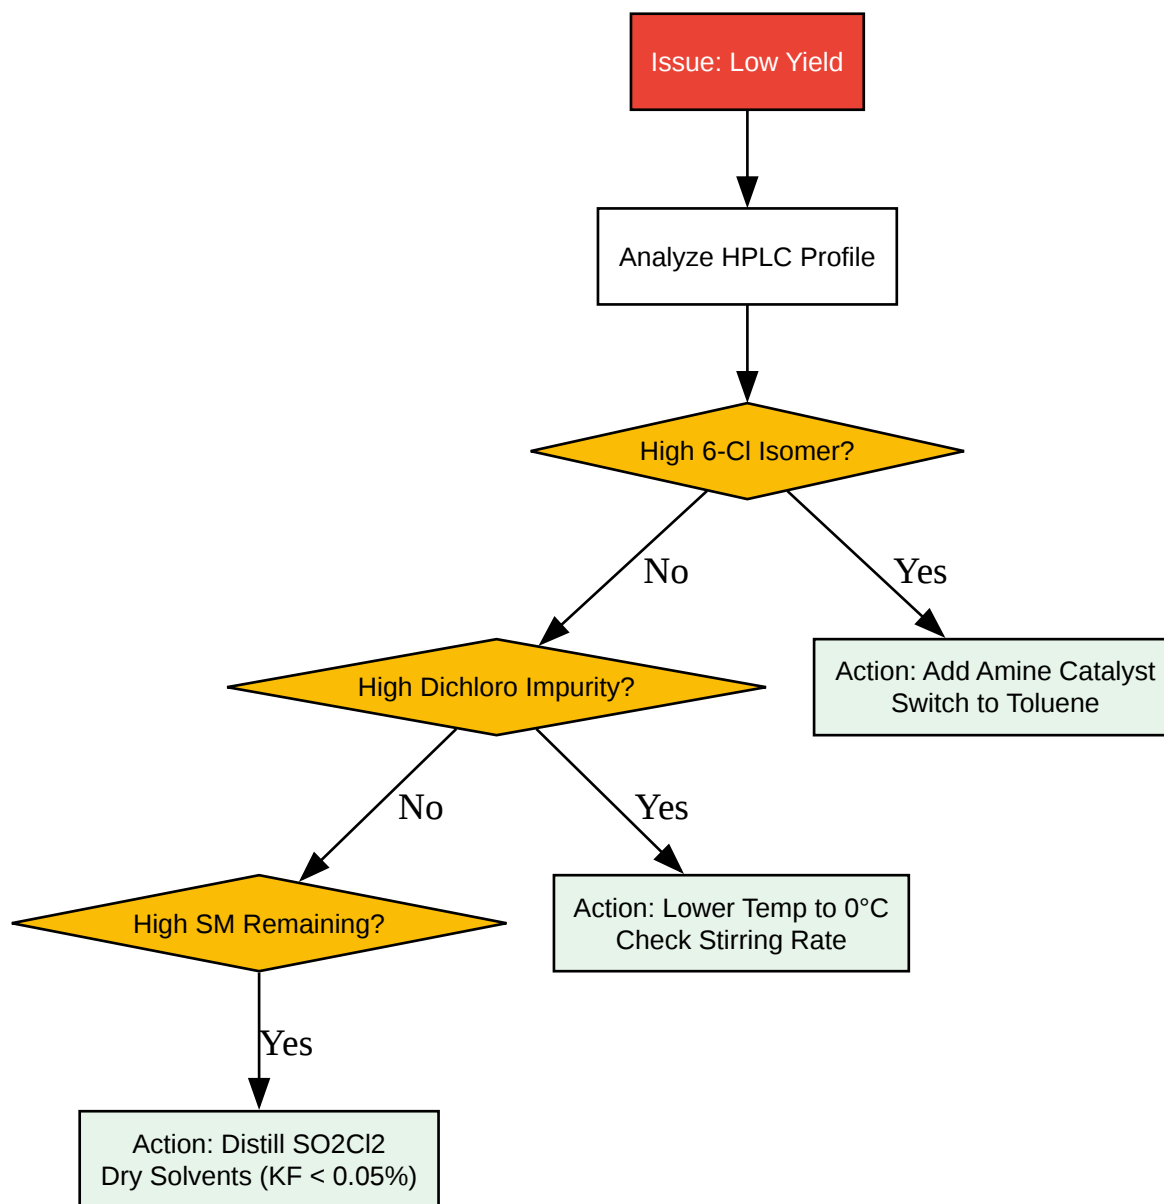 Issue: Low Yield
Analyze HPLC Profile
High 6-Cl Isomer?
No
Yes
High Dichloro Impurity?
Action: Add Amine Catalyst
Switch to Toluene
No
Yes
High SM Remaining?
Action: Lower Temp to 0°C
Check Stirring Rate
Yes
Action: Distill SO2Cl2
Dry Solvents (KF < 0.05%)